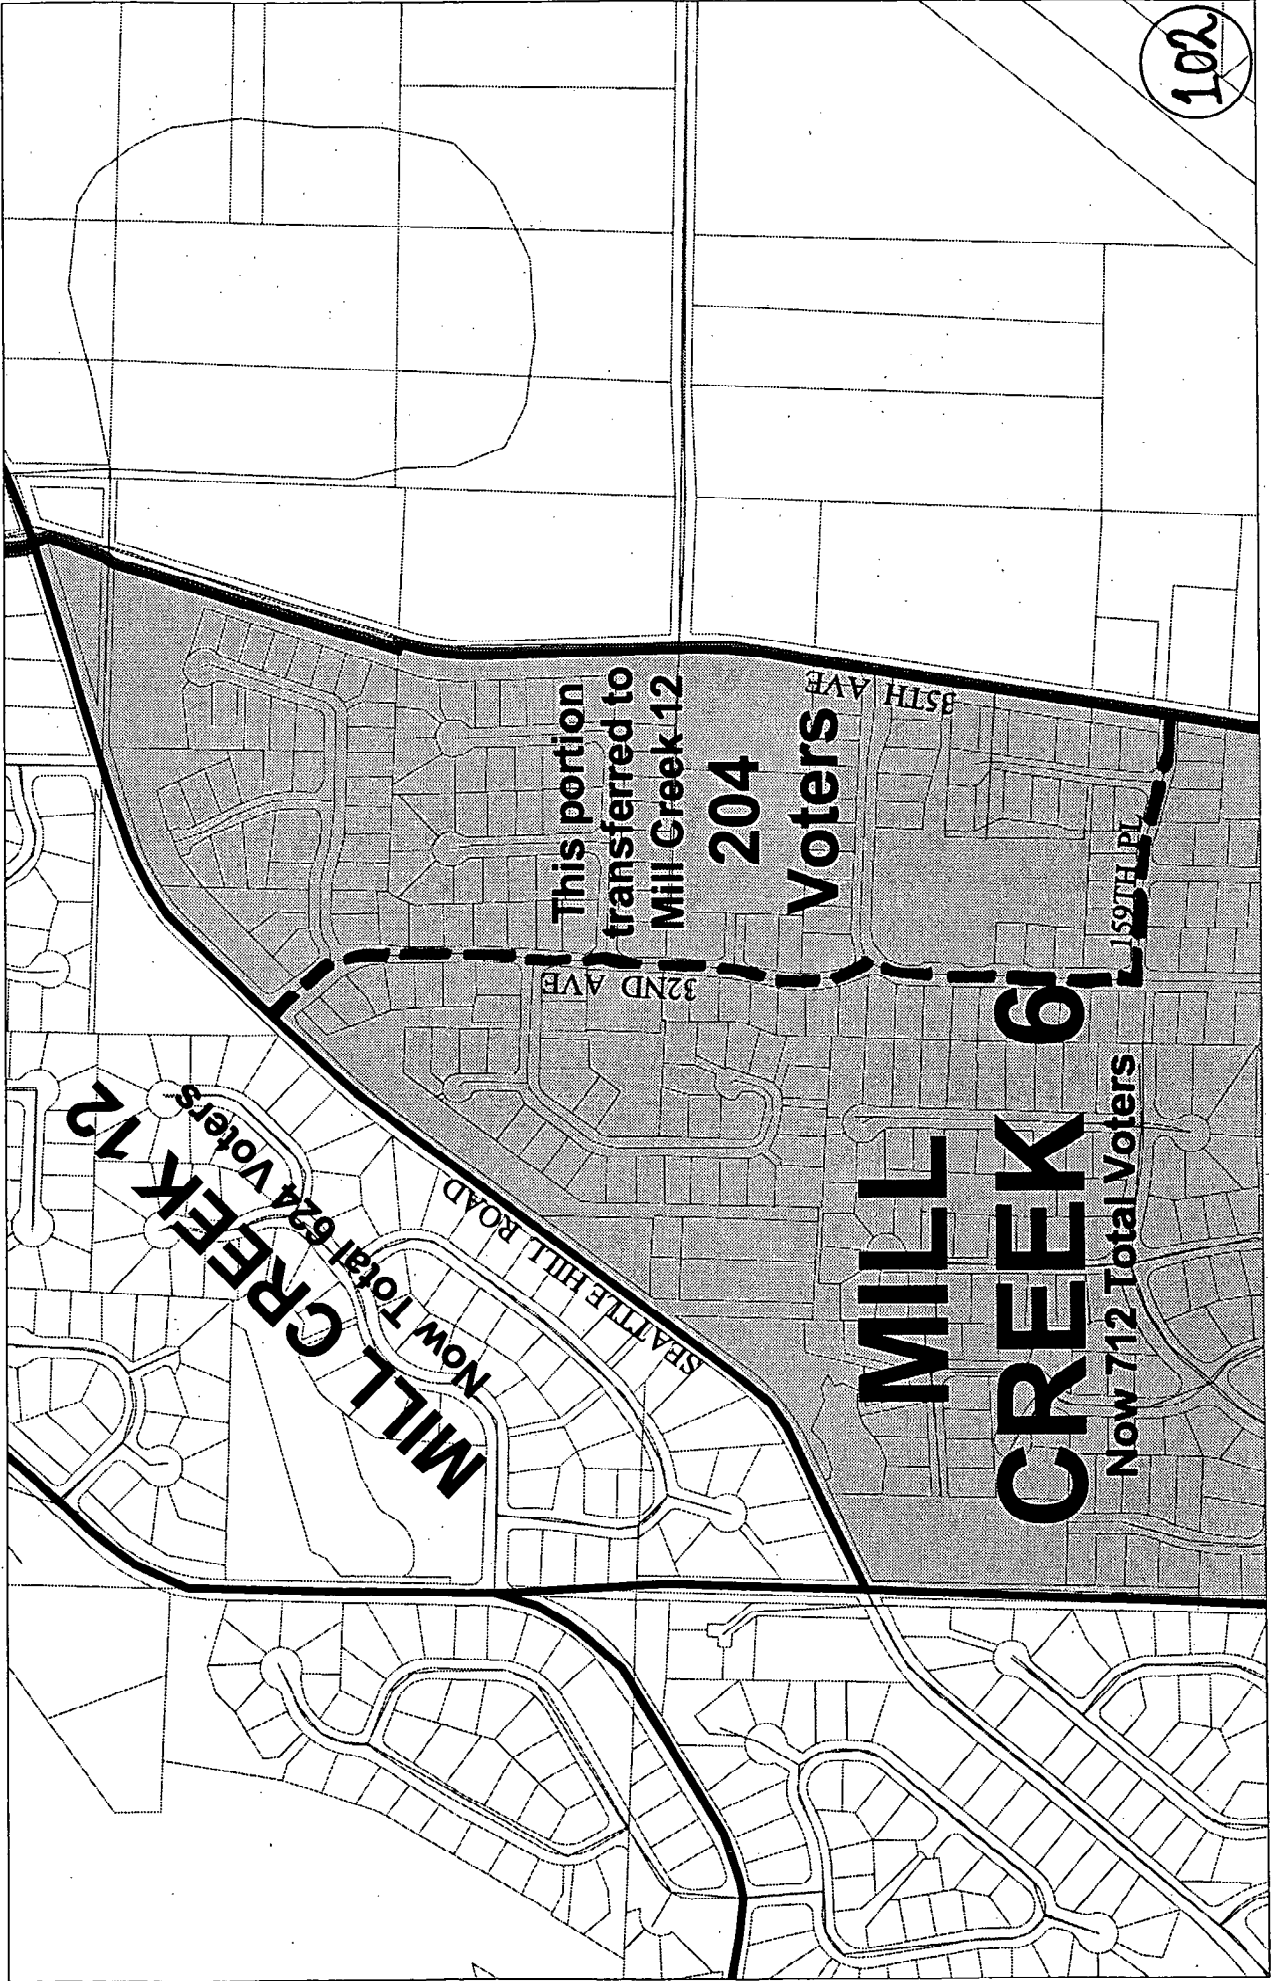 102
MILL CREEK 12
Now Total 624 Voters
SEATTLE HILL ROAD
This portion
transferred to
Mill Creek 12
204
Voters
35TH AVE
32ND AVE
159TH PL
MILL
CREEK 6
Now 712 Total Voters